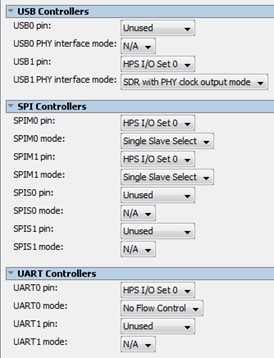 USB Controllers
USB0 pin: Unused
USB0 PHY interface mode: N/A
USB1 pin: HPS I/O Set 0
USB1 PHY interface mode: SDR with PHY clock output mode
SPI Controllers
SPIM0 pin: HPS I/O Set 0
SPIM0 mode: Single Slave Select
SPIM1 pin: HPS I/O Set 0
SPIM1 mode: Single Slave Select
SPIS0 pin: Unused
SPIS0 mode: N/A
SPIS1 pin: Unused
SPIS1 mode: N/A
UART Controllers
UART0 pin: HPS I/O Set 0
UART0 mode: No Flow Control
UART1 pin: Unused
UART1 mode: N/A